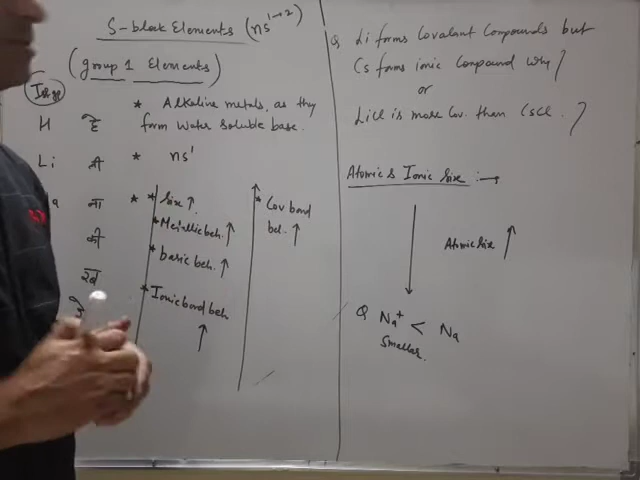 S-block Elements (ns¹→²)
(Group 1 Elements)
* Alkaline metals, as they
form water soluble base.
H है
Li ली
* ns¹
ना
की
रब
* * Size ↑
* Metallic beh. ↑
* basic beh. ↑
* Ionic bond beh.
↑
* Cov bond
beh. ↑
Q Li forms Covalant Compounds but
Cs forms ionic Compound Why?
or
LiCl is more Cov. than CsCl. ?
Atomic & Ionic Size :→
Atomic Size ↑
Q Na⁺ < Na
Smaller.